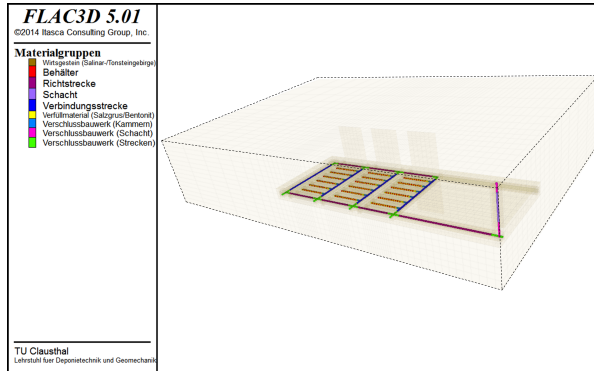 FLAC3D 5.01
©2014 Itasca Consulting Group, Inc.
Materialgruppen
Wirtsgestein (Salinar-/Tonsteingebirge)
Behälter
Richtstrecke
Schacht
Verbindungsstrecke
Verfüllmaterial (Salzgrus/Bentonit)
Verschlussbauwerk (Kammern)
Verschlussbauwerk (Schacht)
Verschlussbauwerk (Strecken)
TU Clausthal
Lehrstuhl fuer Deponietechnik und Geomechanik